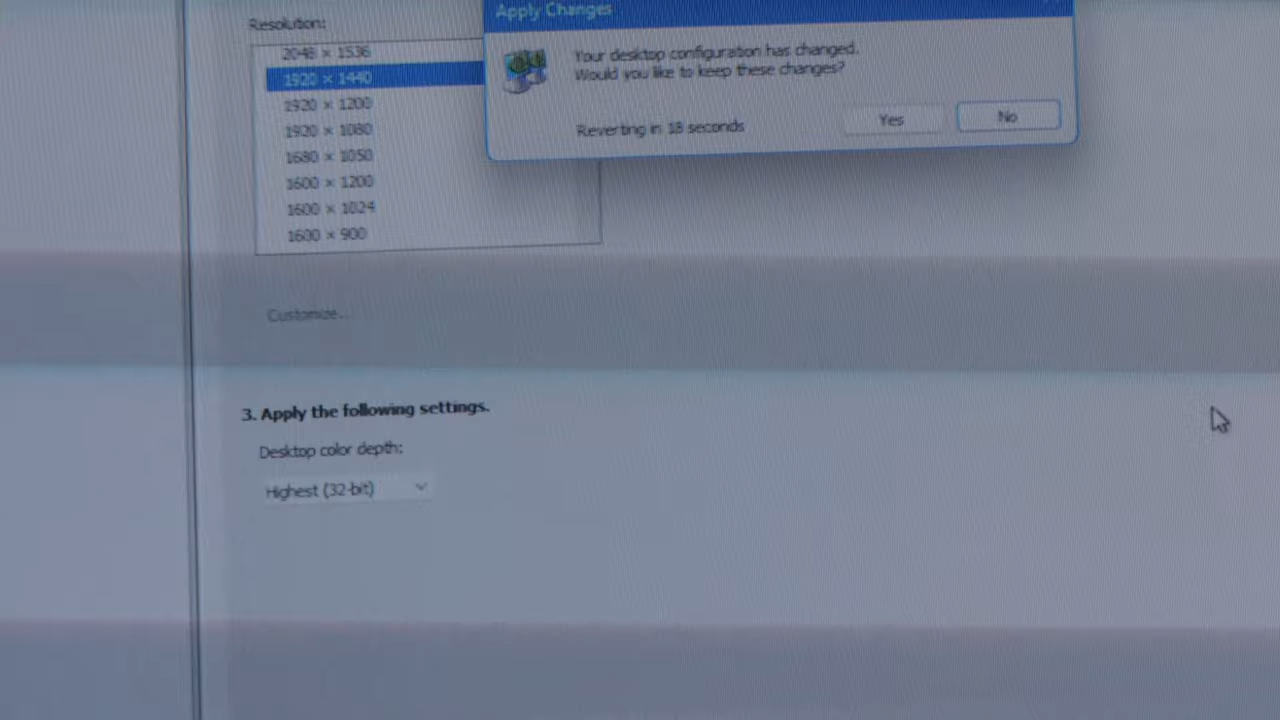 Resolution:
2048 × 1536
1920 × 1440
1920 × 1200
1920 × 1080
1680 × 1050
1600 × 1200
1600 × 1024
1600 × 900
Apply Changes
Your desktop configuration has changed.
Would you like to keep these changes?
Reverting in 18 seconds
Yes
No
Customize...
3. Apply the following settings.
Desktop color depth:
Highest (32-bit)